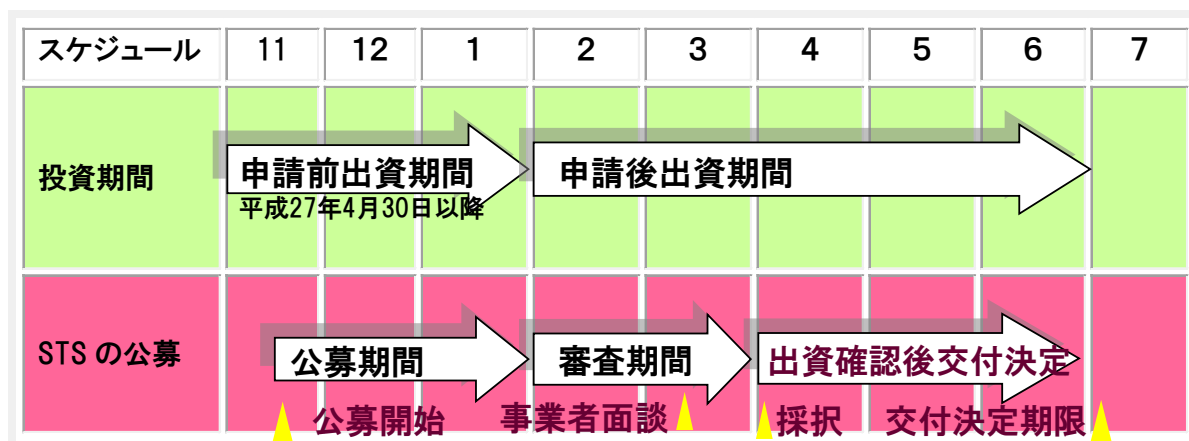 スケジュール 11 12 1 2 3 4 5 6 7
投資期間
申請前出資期間 申請後出資期間
平成27年4月30日以降
STSの公募
公募期間 審査期間 出資確認後交付決定
公募開始 事業者面談 採択 交付決定期限